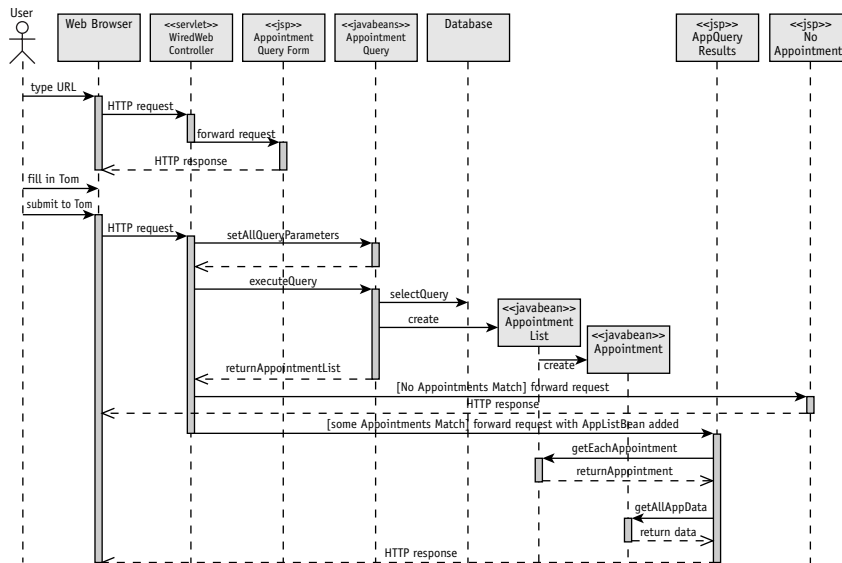 User
Web Browser
<<servlet>>
WiredWeb
Controller
<<jsp>>
Appointment
Query Form
<<javabeans>>
Appointment
Query
Database
<<jsp>>
AppQuery
Results
<<jsp>>
No
Appointment
type URL
HTTP request
forward request
HTTP response
fill in Tom
submit to Tom
HTTP request
setAllQueryParameters
executeQuery
selectQuery
create
<<javabean>>
Appointment
List
<<javabean>>
Appointment
create
returnAppointmentList
[No Appointments Match] forward request
HTTP response
[some Appointments Match] forward request with AppListBean added
getEachAppointment
returnAppointment
getAllAppData
return data
HTTP response